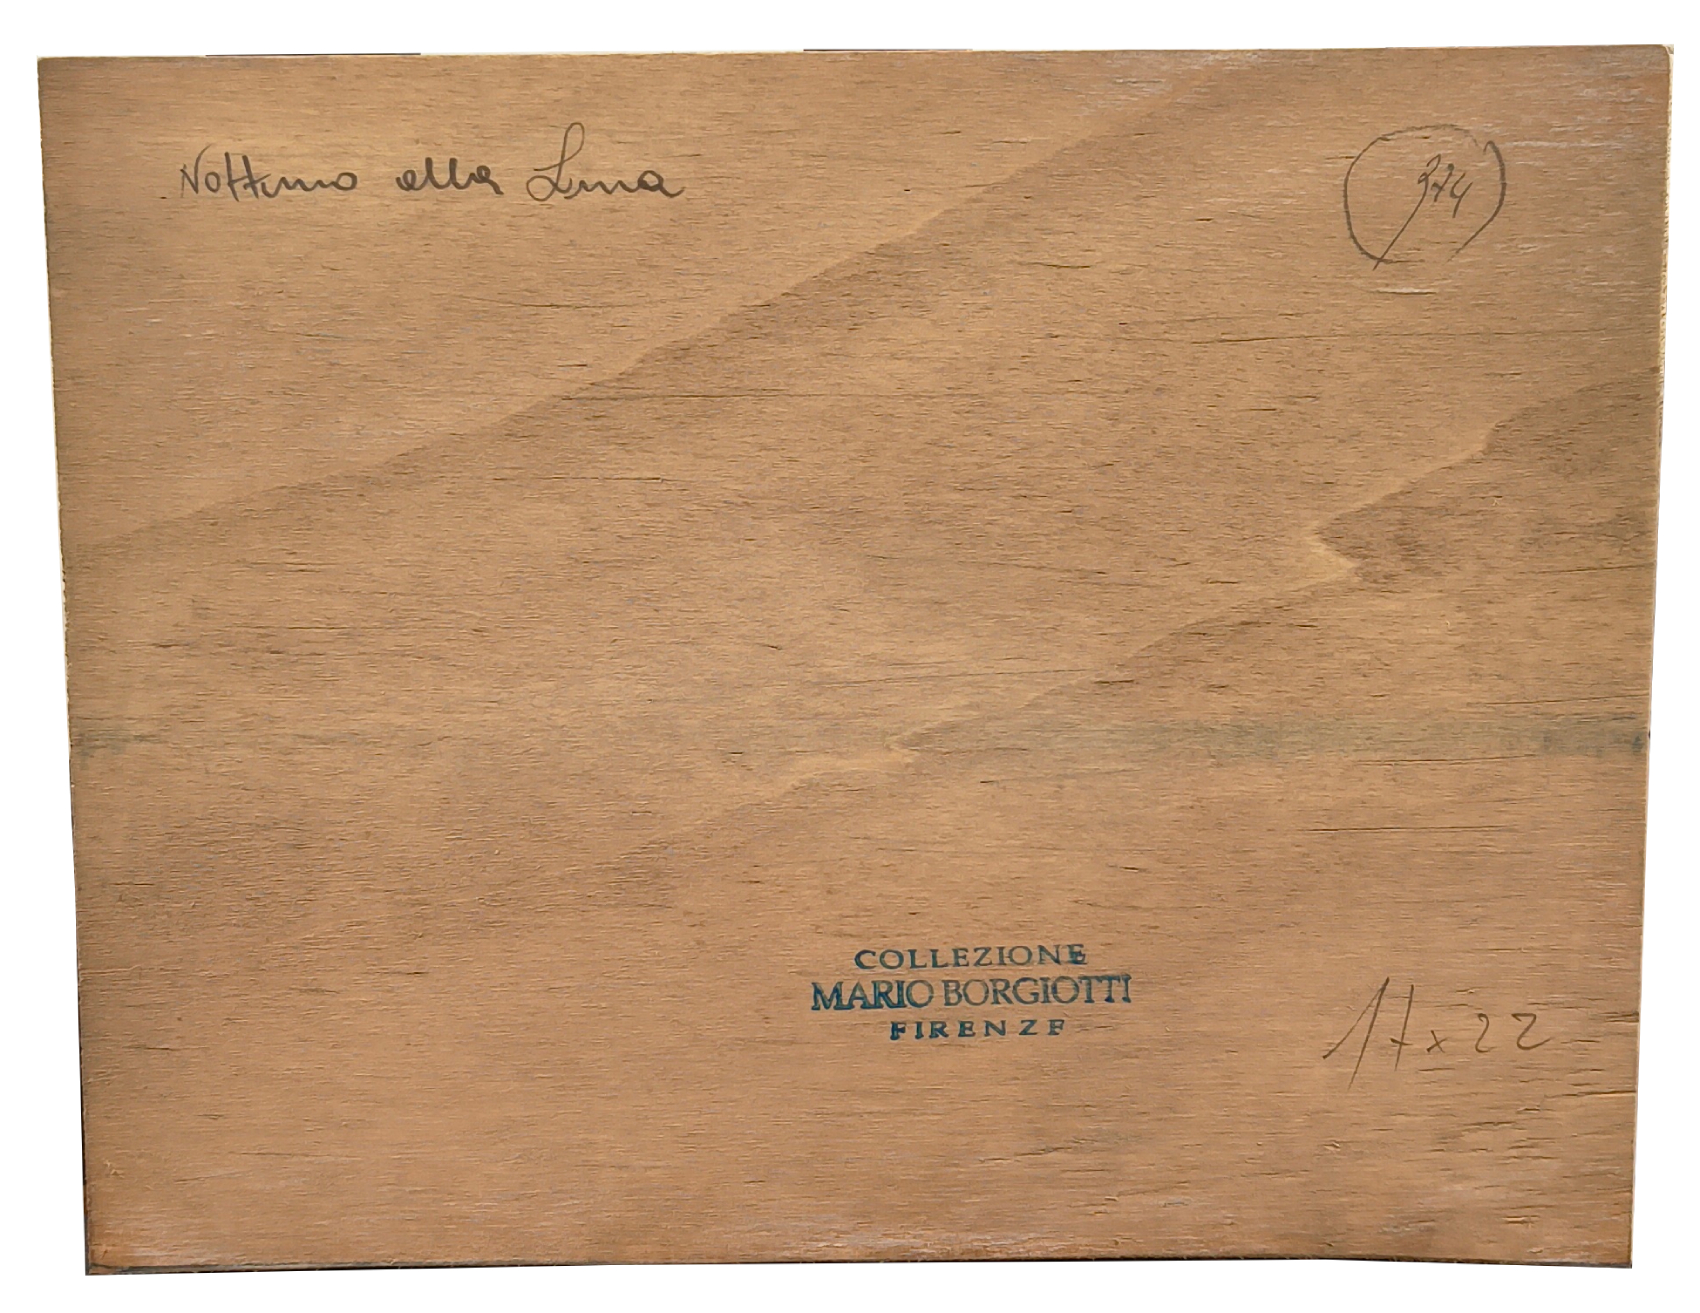 Notturno alla Luna
374
COLLEZIONE
MARIO BORGIOTTI
FIRENZE
17x22